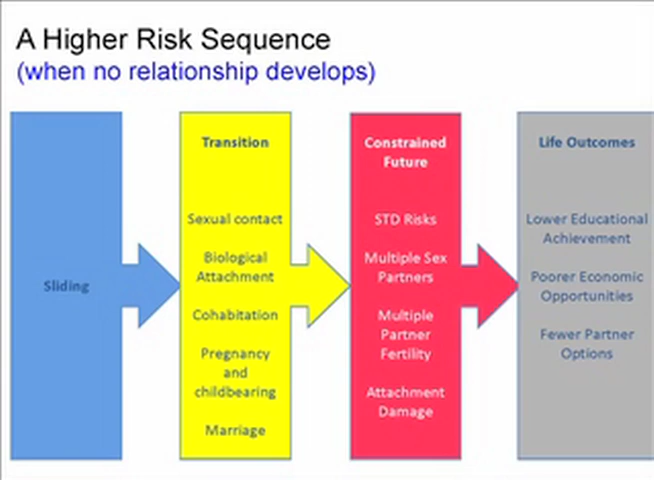 A Higher Risk Sequence
(when no relationship develops)
Sliding
Transition
Sexual contact
Biological
Attachment
Cohabitation
Pregnancy
and
childbearing
Marriage
Constrained
Future
STD Risks
Multiple Sex
Partners
Multiple
Partner
Fertility
Attachment
Damage
Life Outcomes
Lower Educational
Achievement
Poorer Economic
Opportunities
Fewer Partner
Options